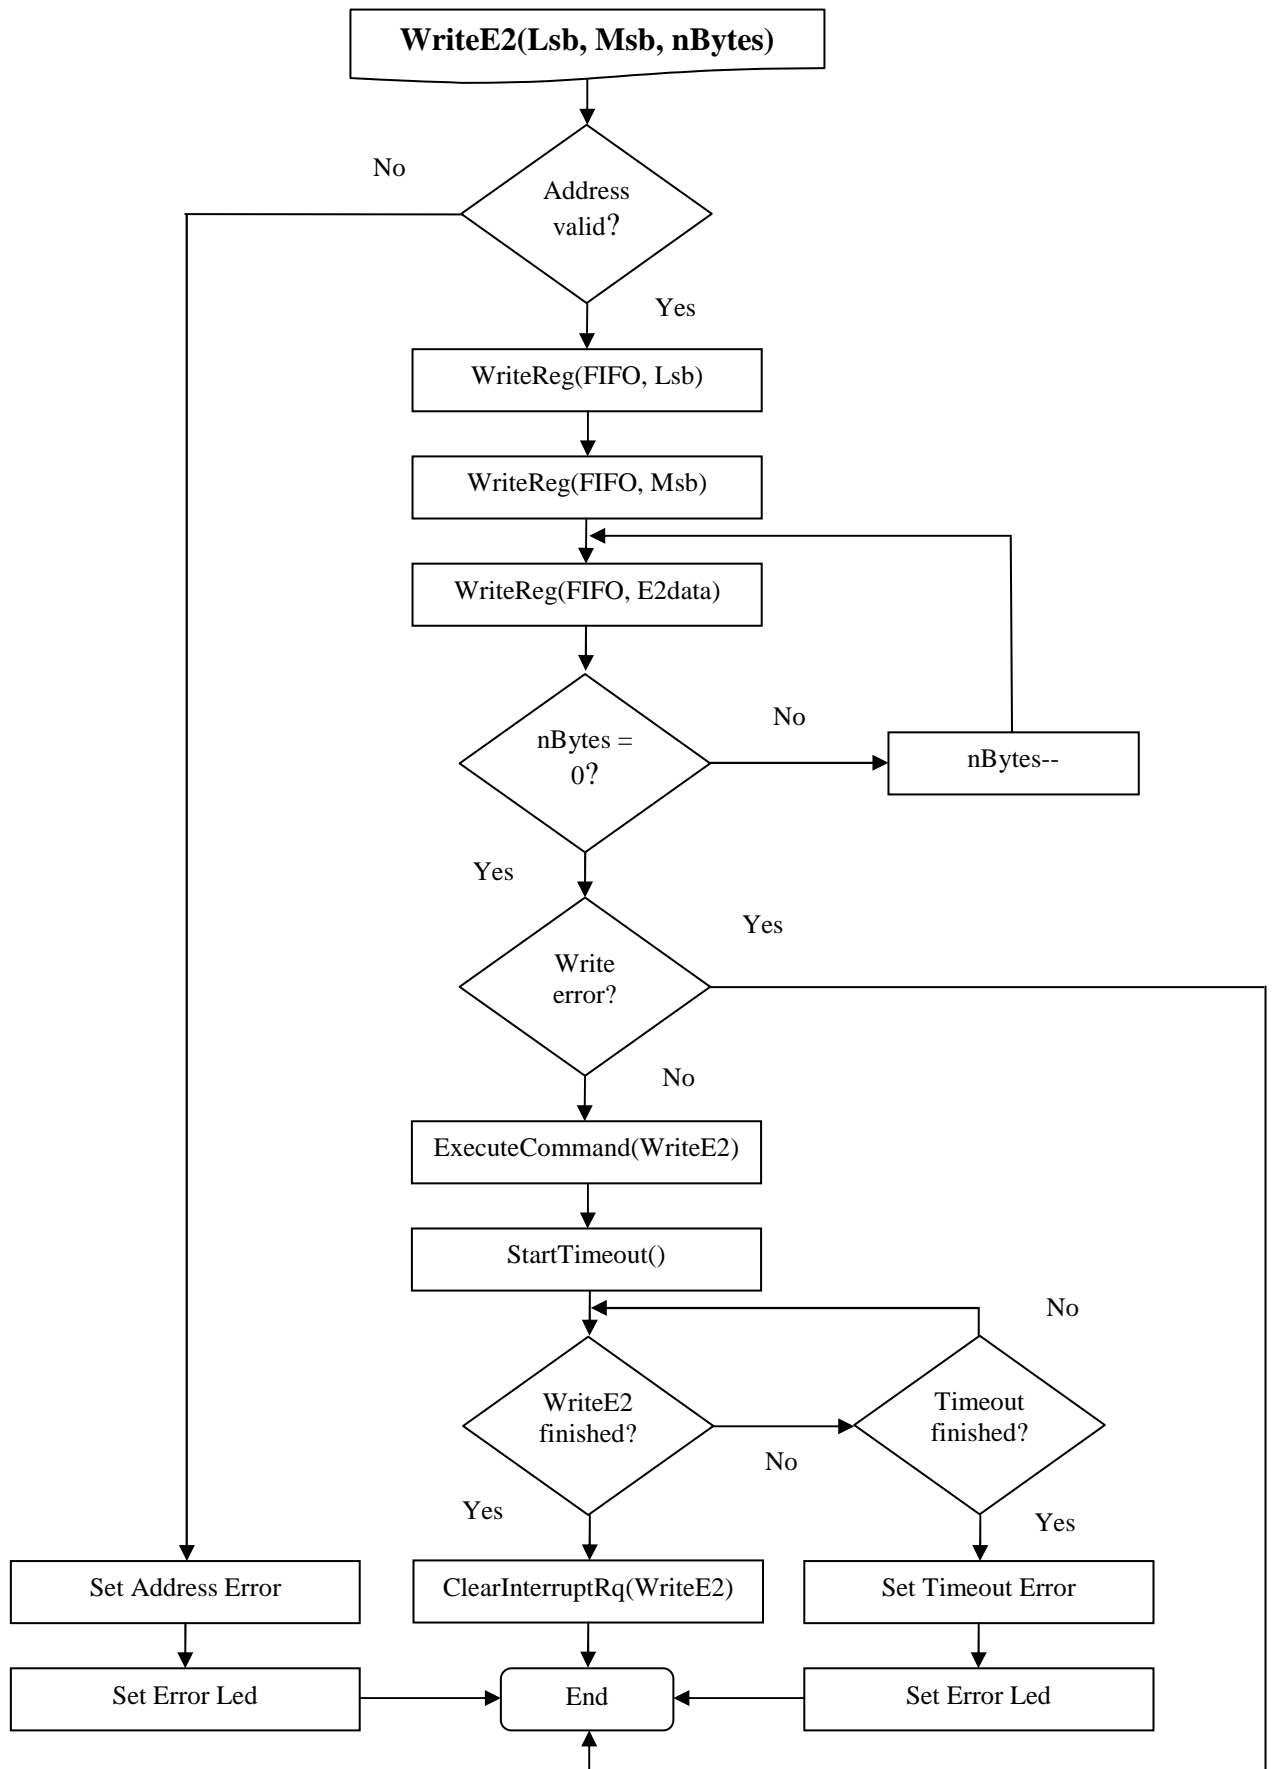 WriteE2(Lsb, Msb, nBytes)
No
Address
valid?
Yes
WriteReg(FIFO, Lsb)
WriteReg(FIFO, Msb)
WriteReg(FIFO, E2data)
No
nBytes =
0?
nBytes--
Yes
Yes
Write
error?
No
ExecuteCommand(WriteE2)
StartTimeout()
No
WriteE2
finished?
Timeout
finished?
No
Yes
Yes
Set Address Error
ClearInterruptRq(WriteE2)
Set Timeout Error
Set Error Led
End
Set Error Led